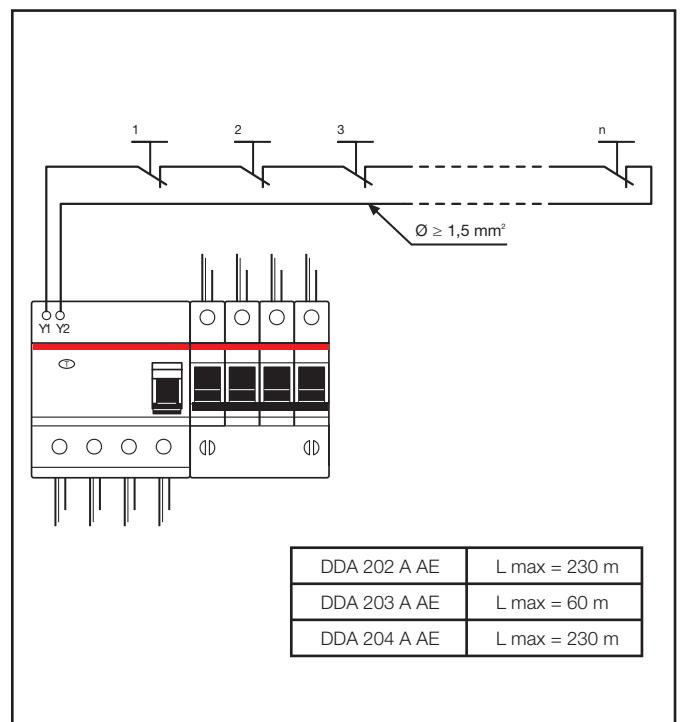 1 2 3 n
Ø ≥ 1,5 mm²
Y1 Y2
T
DDA 202 A AE L max = 230 m
DDA 203 A AE L max = 60 m
DDA 204 A AE L max = 230 m